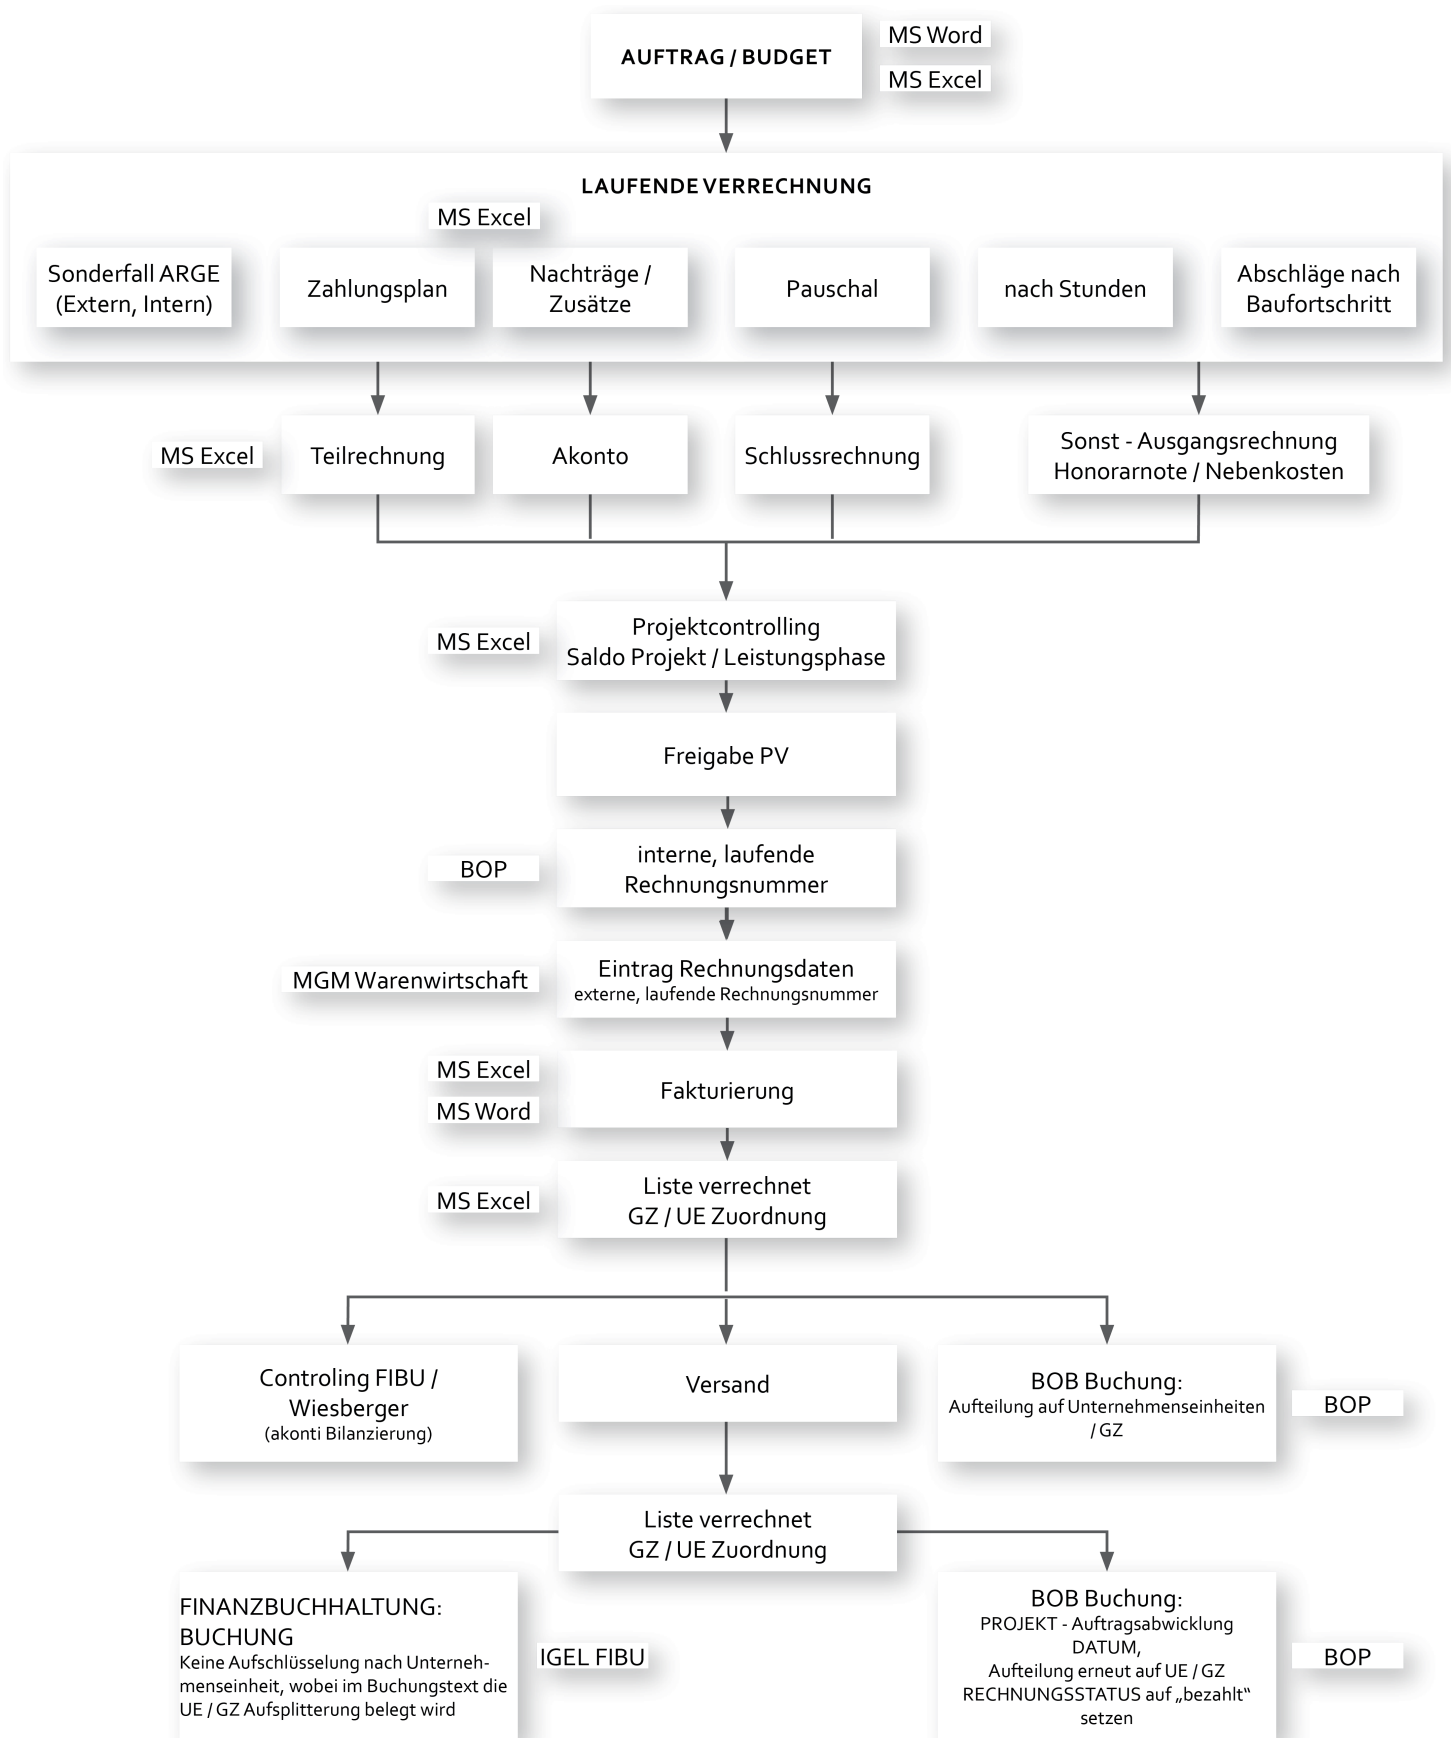 AUFTRAG / BUDGET
MS Word
MS Excel
LAUFENDE VERRECHNUNG
MS Excel
Sonderfall ARGE
(Extern, Intern)
Zahlungsplan
Nachträge /
Zusätze
Pauschal
nach Stunden
Abschläge nach
Baufortschritt
MS Excel
Teilrechnung
Akonto
Schlussrechnung
Sonst - Ausgangsrechnung
Honorarnote / Nebenkosten
MS Excel
Projektcontrolling
Saldo Projekt / Leistungsphase
Freigabe PV
BOP
interne, laufende
Rechnungsnummer
MGM Warenwirtschaft
Eintrag Rechnungsdaten
externe, laufende Rechnungsnummer
MS Excel
MS Word
Fakturierung
MS Excel
Liste verrechnet
GZ / UE Zuordnung
Controling FIBU /
Wiesberger
(akonti Bilanzierung)
Versand
BOB Buchung:
Aufteilung auf Unternehmenseinheiten
/ GZ
BOP
Liste verrechnet
GZ / UE Zuordnung
FINANZBUCHHALTUNG:
BUCHUNG
Keine Aufschlüsselung nach Unterneh-
menseinheit, wobei im Buchungstext die
UE / GZ Aufsplitterung belegt wird
IGEL FIBU
BOB Buchung:
PROJEKT - Auftragsabwicklung
DATUM,
Aufteilung erneut auf UE / GZ
RECHNUNGSSTATUS auf „bezahlt“
setzen
BOP